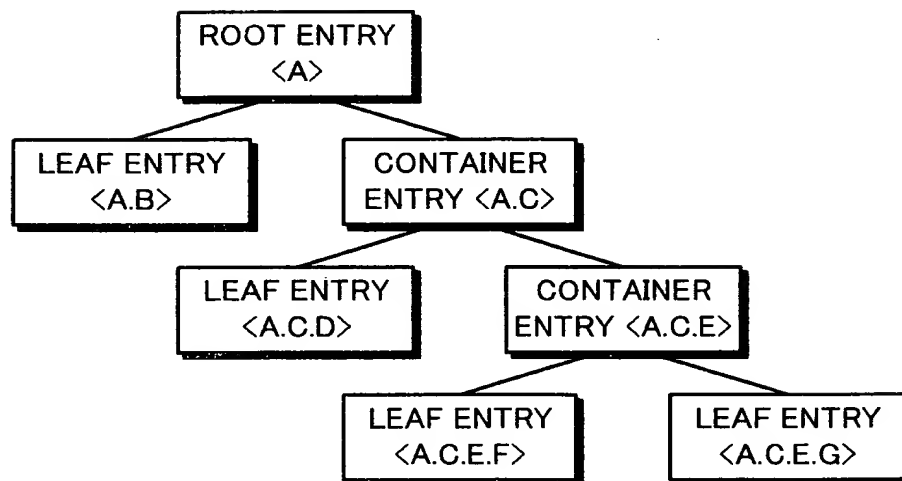 ROOT ENTRY
<A>
LEAF ENTRY
<A.B>
CONTAINER
ENTRY <A.C>
LEAF ENTRY
<A.C.D>
CONTAINER
ENTRY <A.C.E>
LEAF ENTRY
<A.C.E.F>
LEAF ENTRY
<A.C.E.G>